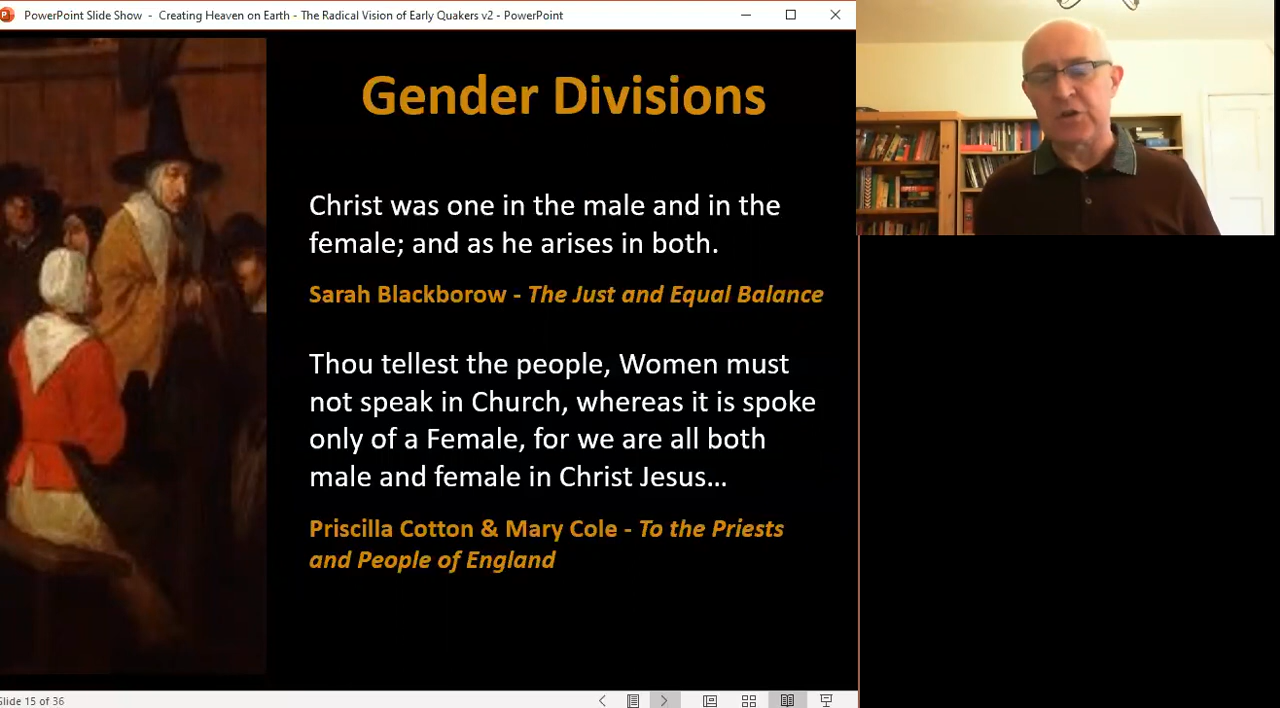 PowerPoint Slide Show - Creating Heaven on Earth - The Radical Vision of Early Quakers v2 - PowerPoint
Gender Divisions
Christ was one in the male and in the
female; and as he arises in both.
Sarah Blackborow - The Just and Equal Balance
Thou tellest the people, Women must
not speak in Church, whereas it is spoke
only of a Female, for we are all both
male and female in Christ Jesus…
Priscilla Cotton & Mary Cole - To the Priests
and People of England
Slide 15 of 36